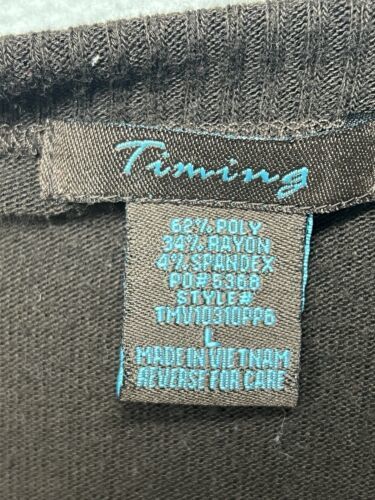 Timing
62% POLY
34% RAYON
4% SPANDEX
PO#5368
STYLE#
TMV10310PP6
L
MADE IN VIETNAM
REVERSE FOR CARE